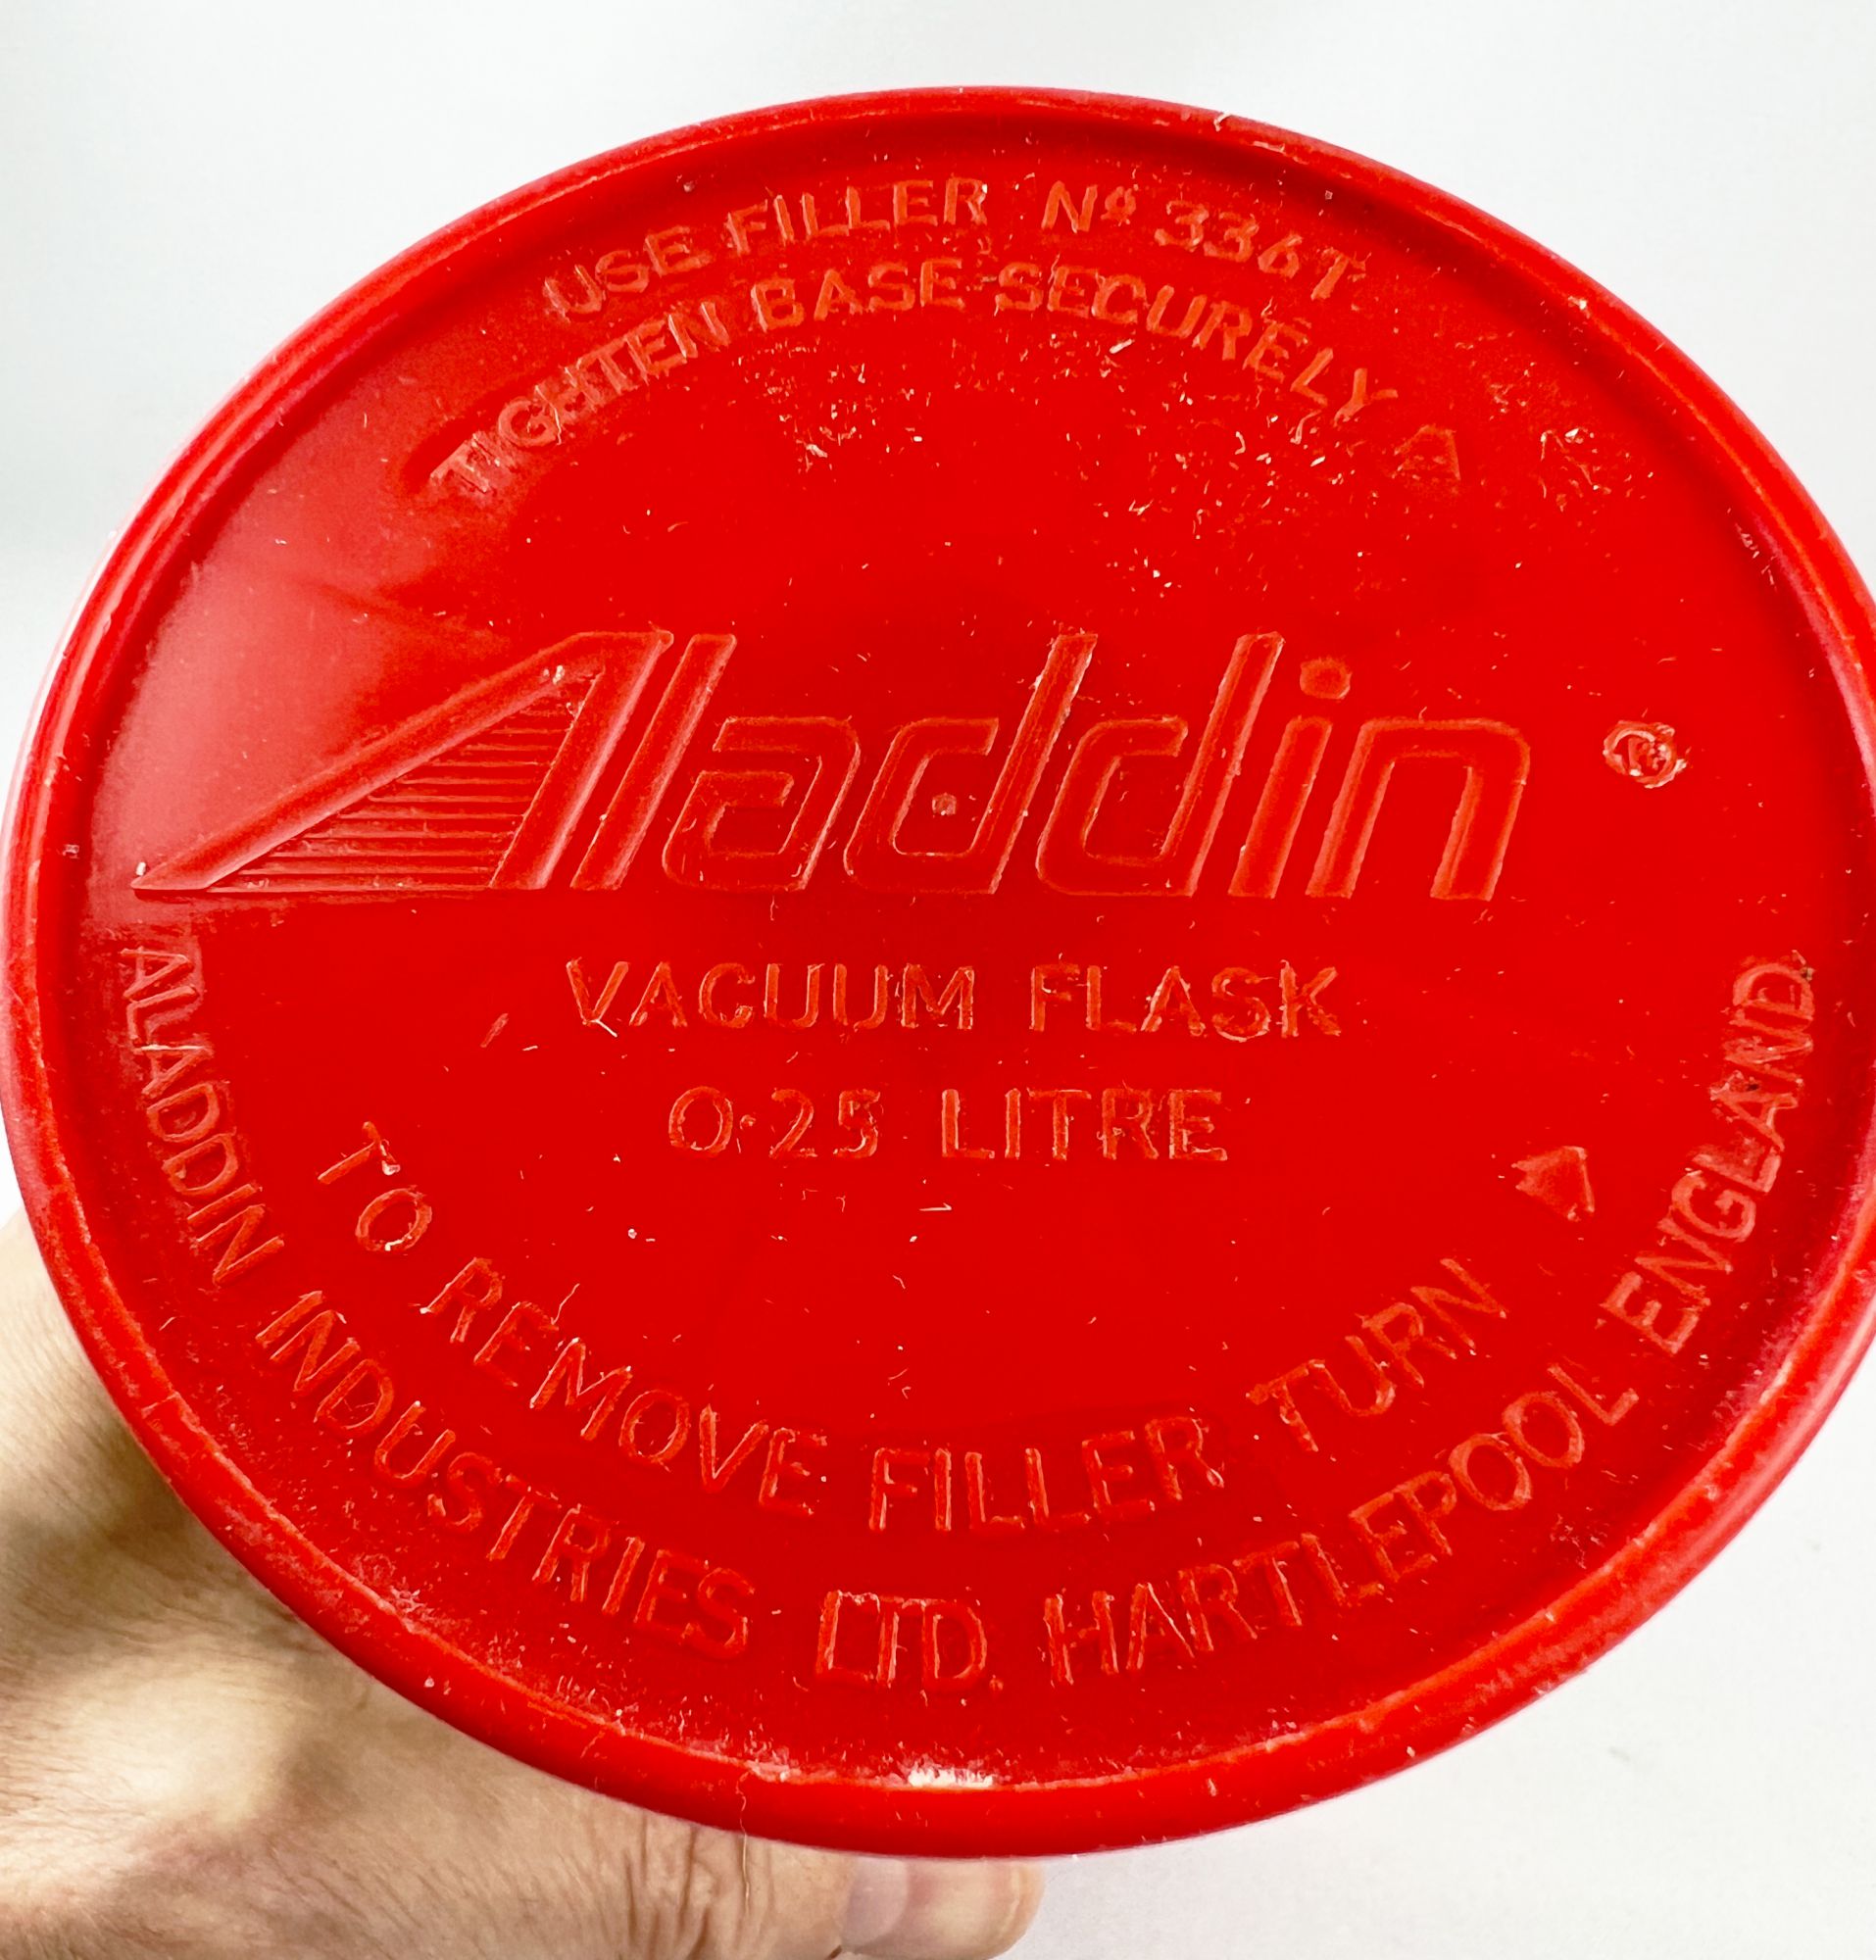 USE FILLER Nº 336T
TIGHTEN BASE SECURELY
Aladdin ®
VACUUM FLASK
0·25 LITRE
TO REMOVE FILLER TURN
ALADDIN INDUSTRIES LTD. HARTLEPOOL ENGLAND.